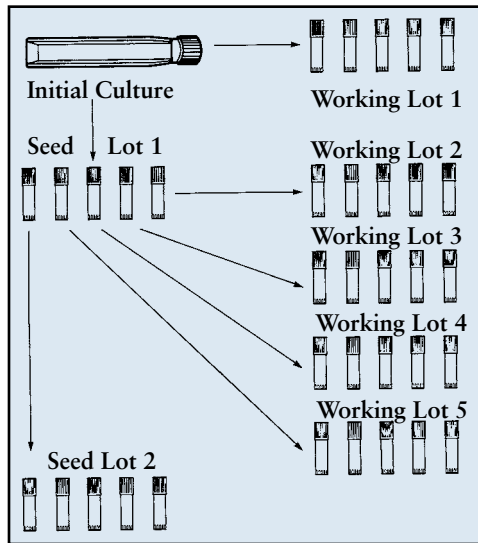 Initial Culture
Working Lot 1
Seed Lot 1
Working Lot 2
Working Lot 3
Working Lot 4
Working Lot 5
Seed Lot 2